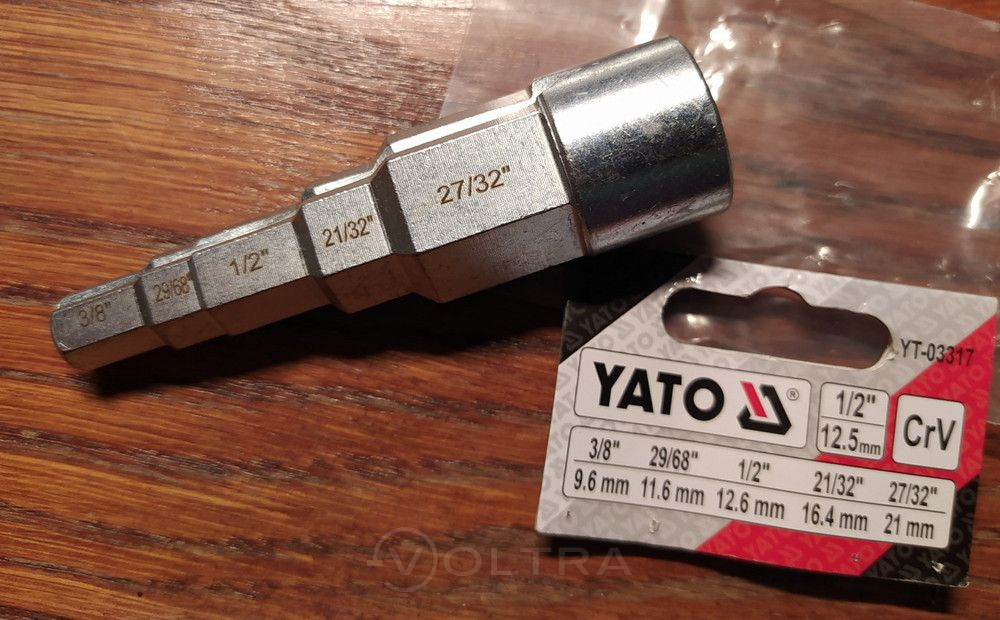 3/8"
29/68"
1/2"
21/32"
27/32"
YATO
YT-03317
YATO ®
1/2"
12.5mm
CrV
3/8" 29/68" 1/2" 21/32" 27/32"
9.6 mm 11.6 mm 12.6 mm 16.4 mm 21 mm
YATO
VOLTRA